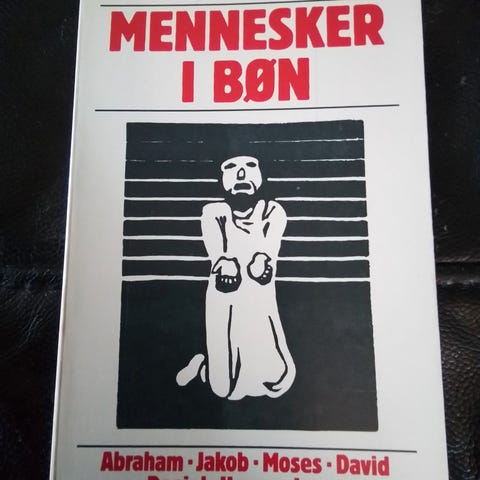 MENNESKER
I BØN
Abraham · Jakob · Moses · David